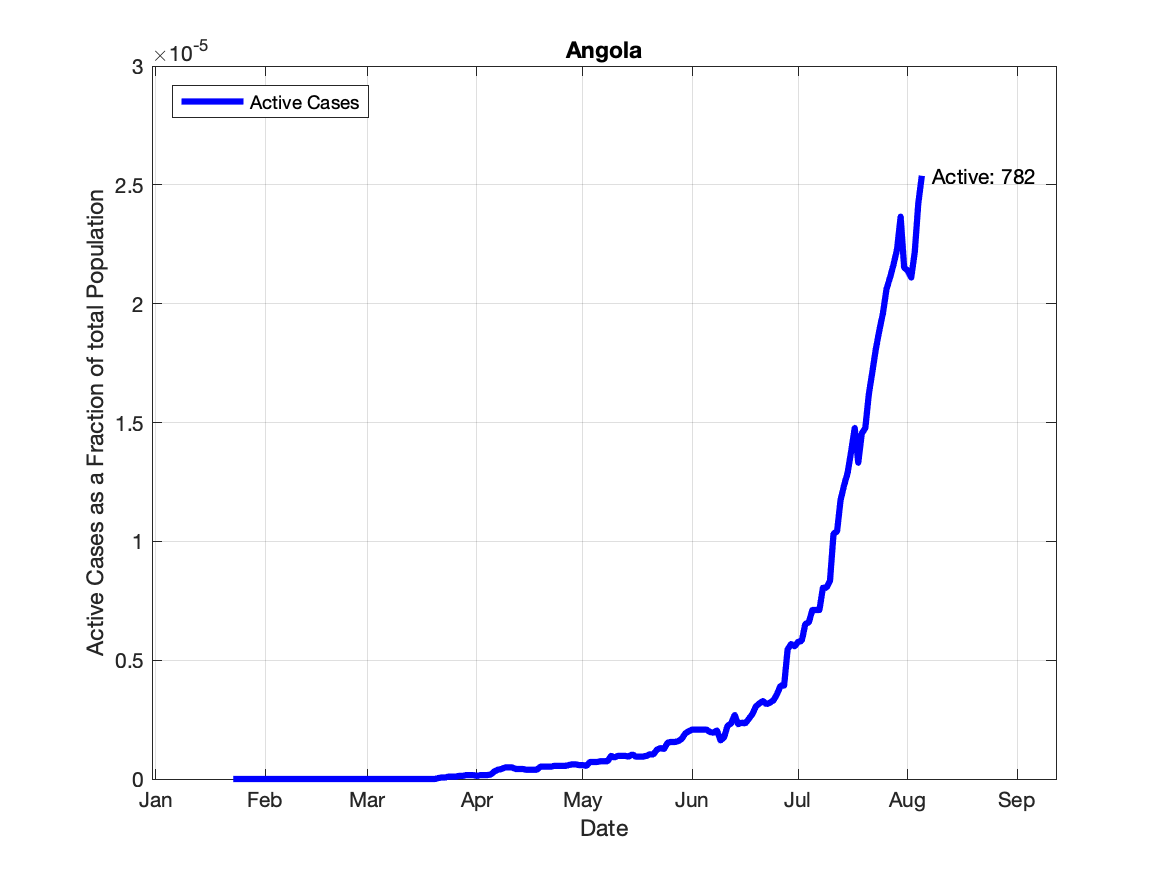 Angola
×10-5
3
2.5
2
1.5
1
0.5
0
Active Cases as a Fraction of total Population
Active Cases
Active: 782
Jan Feb Mar Apr May Jun Jul Aug Sep
Date